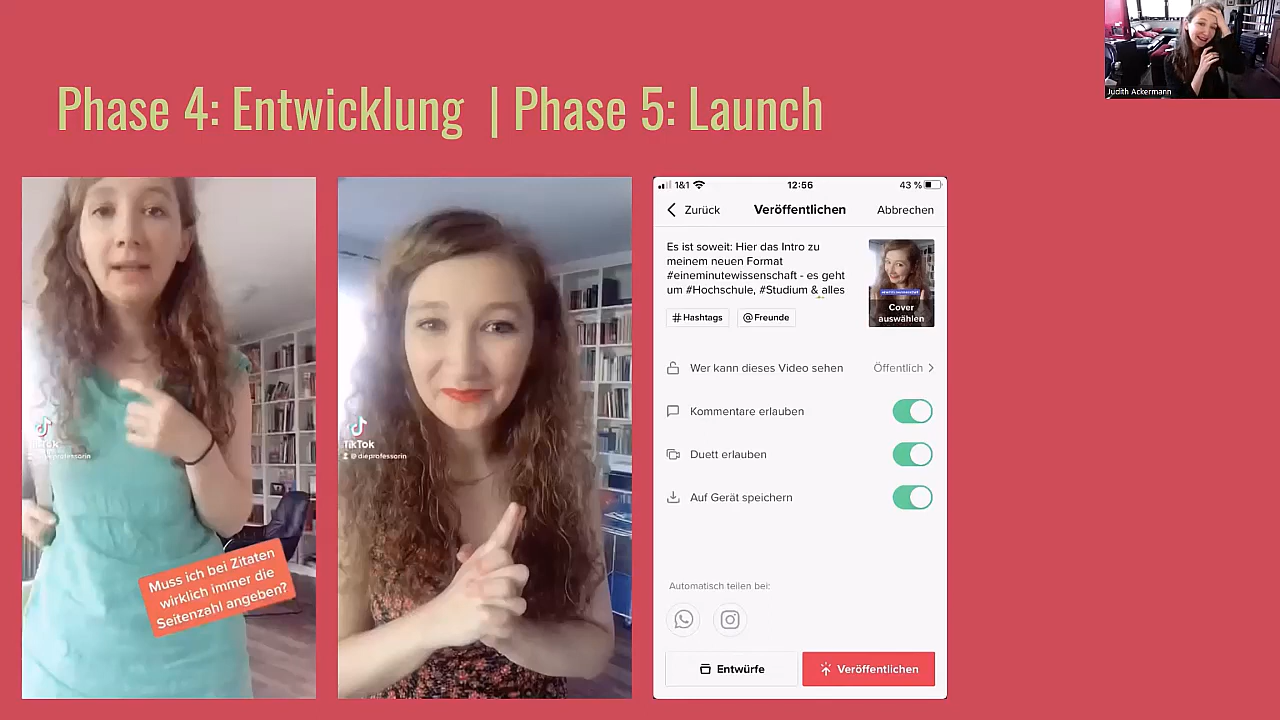 Judith Ackermann
Phase 4: Entwicklung | Phase 5: Launch
TikTok
@dieprofessorin
Muss ich bei Zitaten
wirklich immer die
Seitenzahl angeben?
TikTok
@dieprofessorin
1&1
12:56
43 %
Zurück
Veröffentlichen
Abbrechen
Es ist soweit: Hier das Intro zu
meinem neuen Format
#eineminutewissenschaft - es geht
um #Hochschule, #Studium & alles
Cover
auswählen
#Hashtags
@Freunde
Wer kann dieses Video sehen
Öffentlich
Kommentare erlauben
Duett erlauben
Auf Gerät speichern
Automatisch teilen bei:
Entwürfe
Veröffentlichen